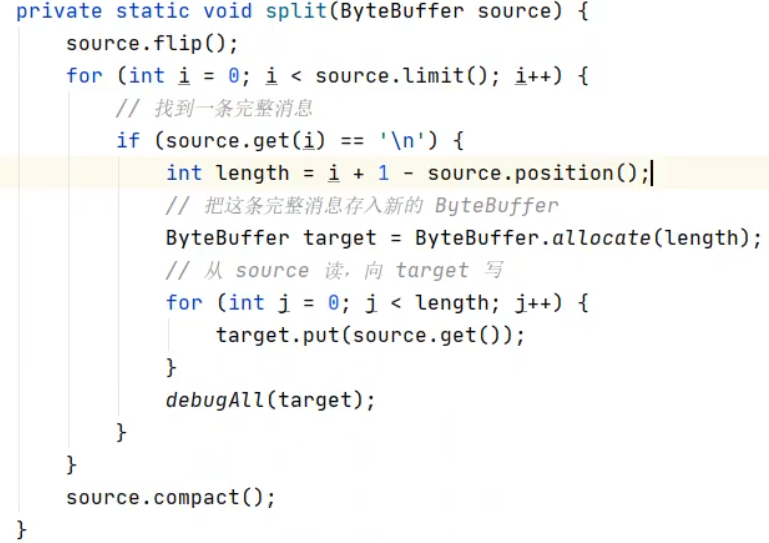 private static void split(ByteBuffer source) {
    source.flip();
    for (int i = 0; i < source.limit(); i++) {
        // 找到一条完整消息
        if (source.get(i) == '\n') {
            int length = i + 1 - source.position();
            // 把这条完整消息存入新的 ByteBuffer
            ByteBuffer target = ByteBuffer.allocate(length);
            // 从 source 读，向 target 写
            for (int j = 0; j < length; j++) {
                target.put(source.get());
            }
            debugAll(target);
        }
    }
    source.compact();
}